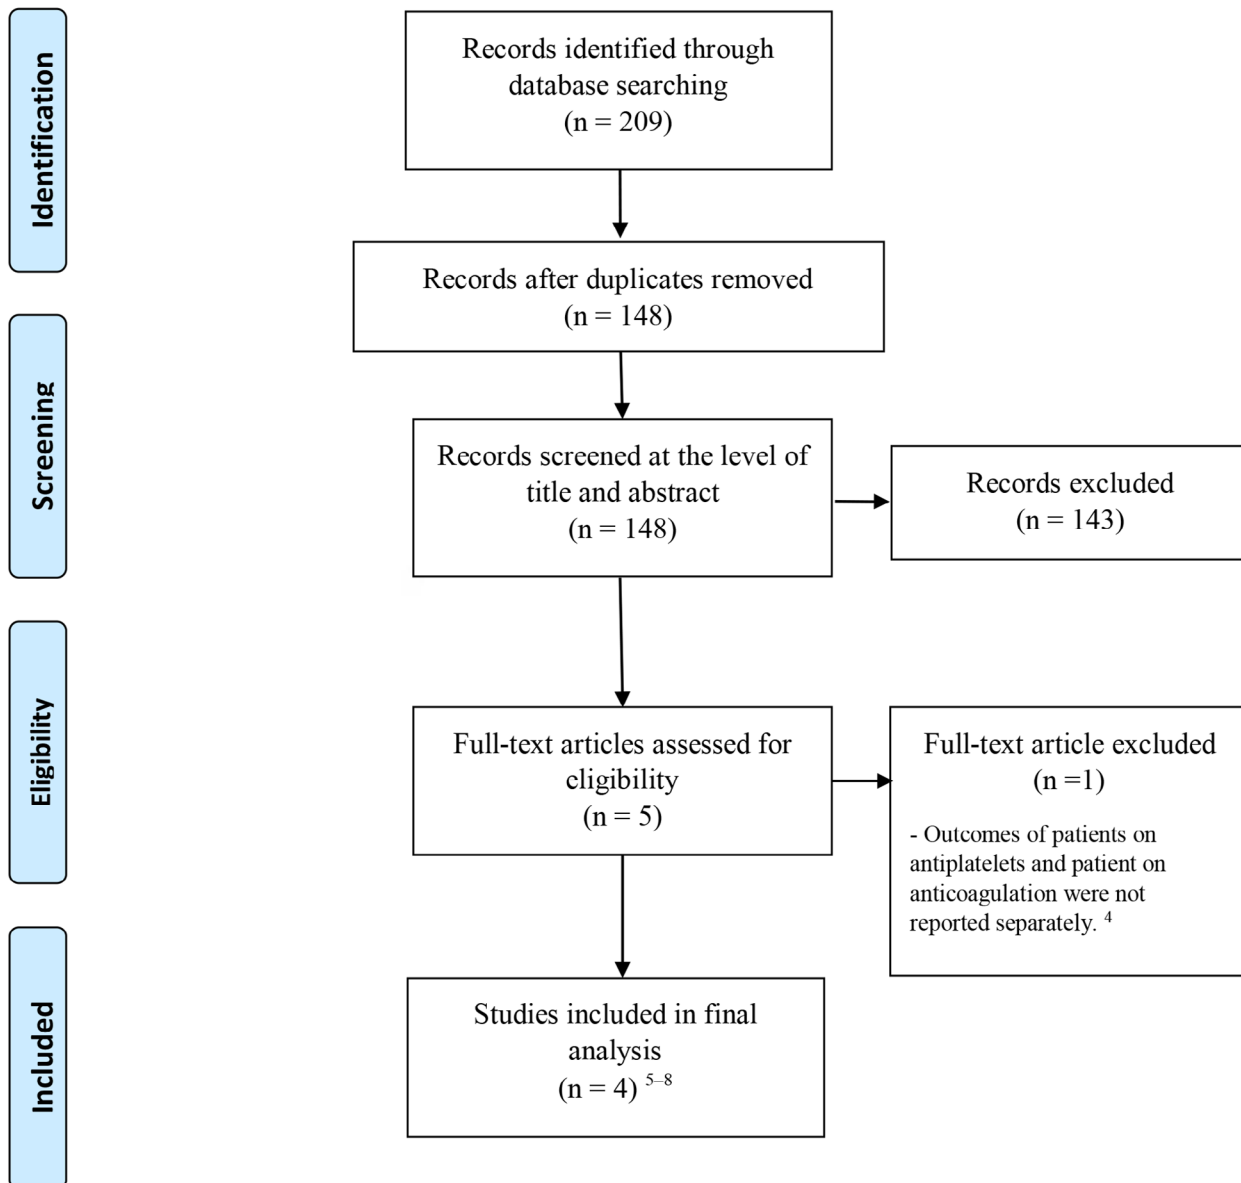 Identification
Records identified through
database searching
(n = 209)
Records after duplicates removed
(n = 148)
Screening
Records screened at the level of
title and abstract
(n = 148)
Records excluded
(n = 143)
Eligibility
Full-text articles assessed for
eligibility
(n = 5)
Full-text article excluded
(n =1)
- Outcomes of patients on
antiplatelets and patient on
anticoagulation were not
reported separately. 4
Included
Studies included in final
analysis
(n = 4) 5–8